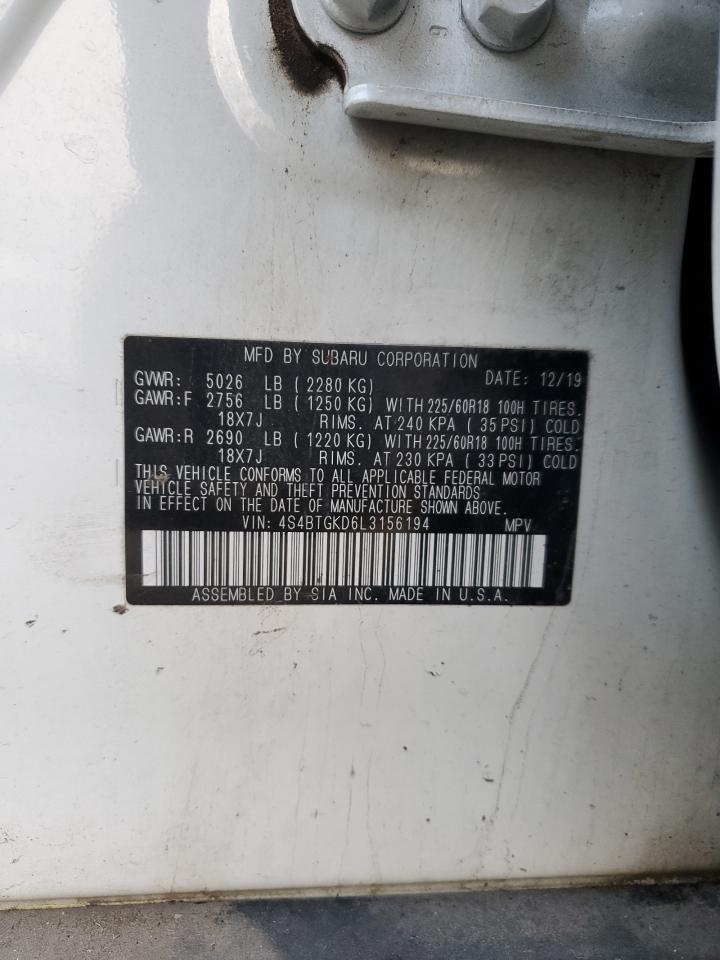 9
MFD BY SUBARU CORPORATION
GVWR: 5026 LB ( 2280 KG) DATE: 12/19
GAWR:F 2756 LB ( 1250 KG) WITH 225/60R18 100H TIRES.
18X7J RIMS. AT 240 KPA ( 35 PSI) COLD
GAWR:R 2690 LB ( 1220 KG) WITH 225/60R18 100H TIRES.
18X7J RIMS. AT 230 KPA ( 33 PSI) COLD
THIS VEHICLE CONFORMS TO ALL APPLICABLE FEDERAL MOTOR
VEHICLE SAFETY AND THEFT PREVENTION STANDARDS
IN EFFECT ON THE DATE OF MANUFACTURE SHOWN ABOVE.
VIN: 4S4BTGKD6L3156194 MPV
ASSEMBLED BY SIA INC. MADE IN U.S.A.